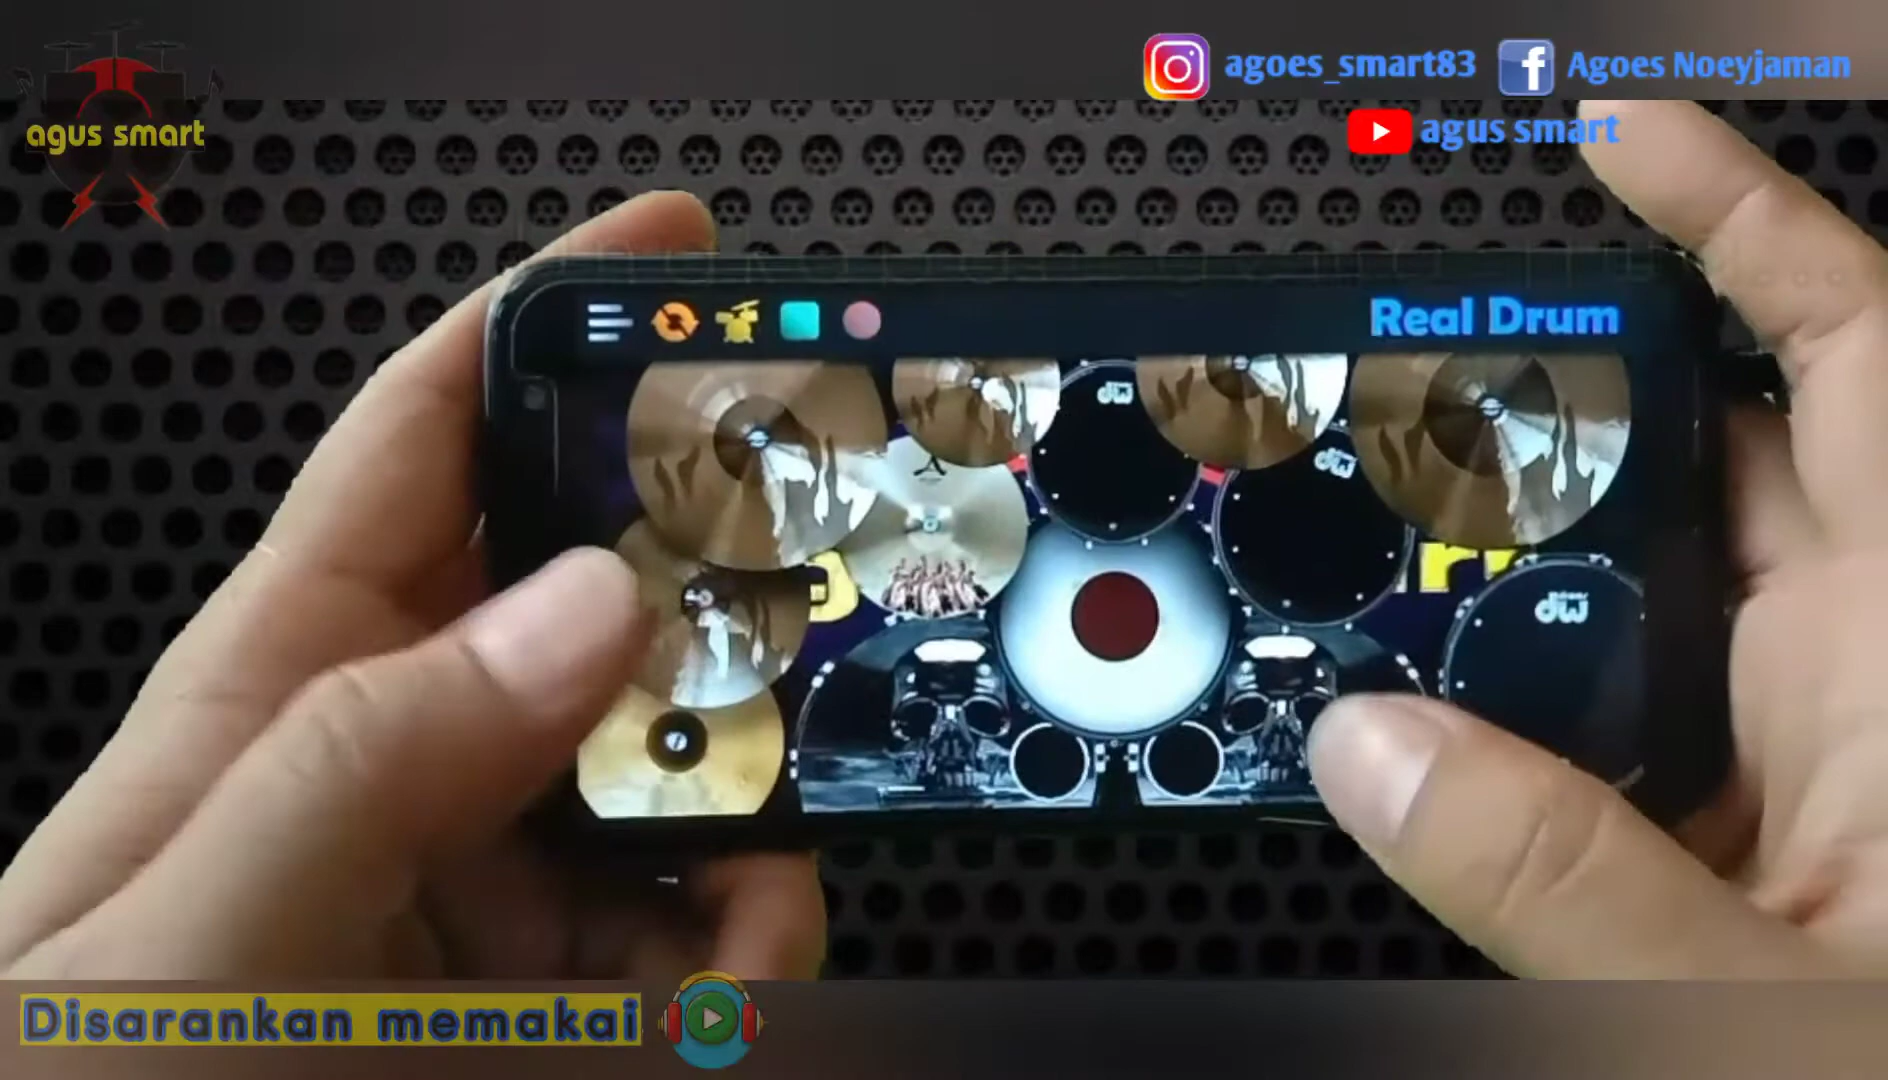 agoes_smart83
Agoes Noeyjaman
agus smart
agus smart
Real Drum
dw
dw
dw
Disarankan memakai